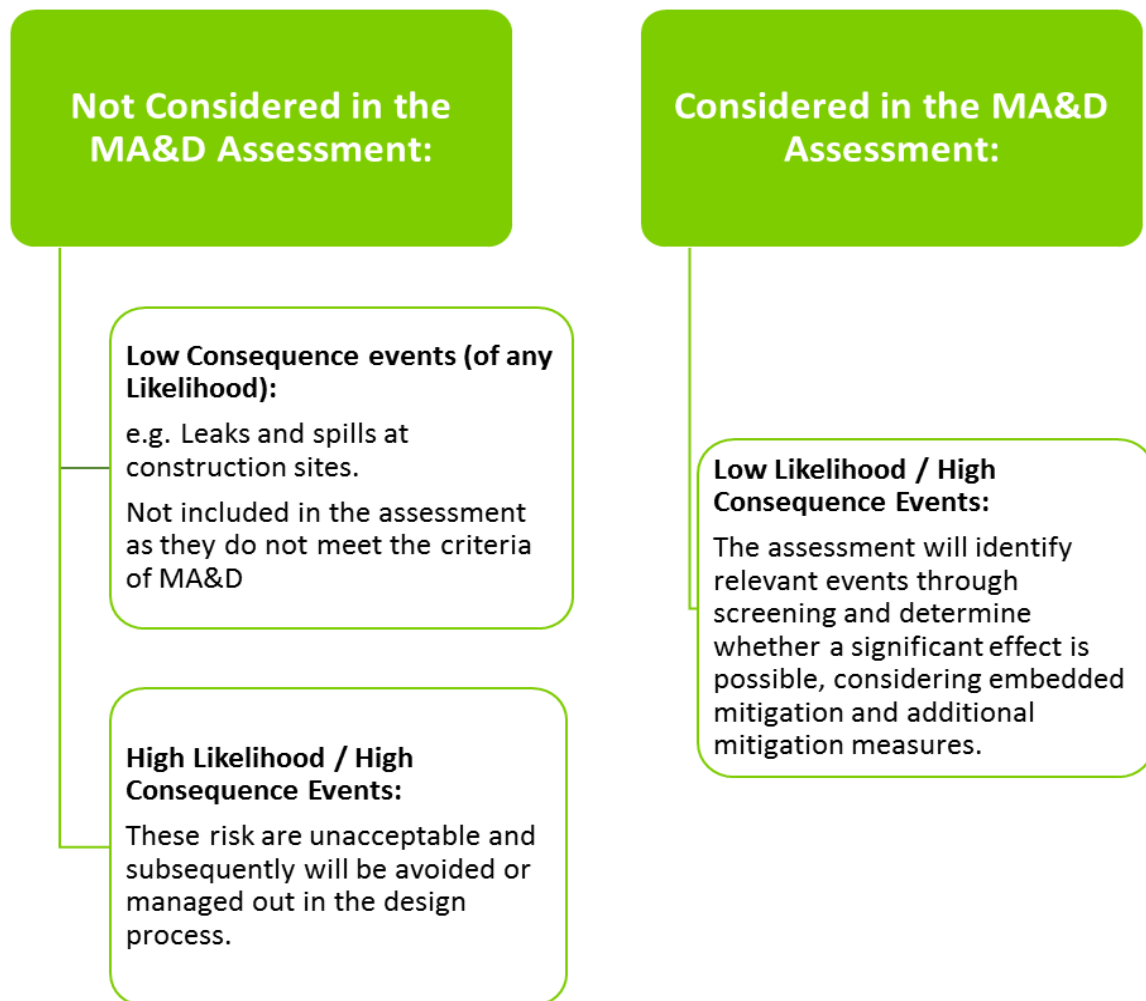 Not Considered in the
MA&D Assessment:
Low Consequence events (of any
Likelihood):
e.g. Leaks and spills at
construction sites.
Not included in the assessment
as they do not meet the criteria
of MA&D
High Likelihood / High
Consequence Events:
These risk are unacceptable and
subsequently will be avoided or
managed out in the design
process.
Considered in the MA&D
Assessment:
Low Likelihood / High
Consequence Events:
The assessment will identify
relevant events through
screening and determine
whether a significant effect is
possible, considering embedded
mitigation and additional
mitigation measures.